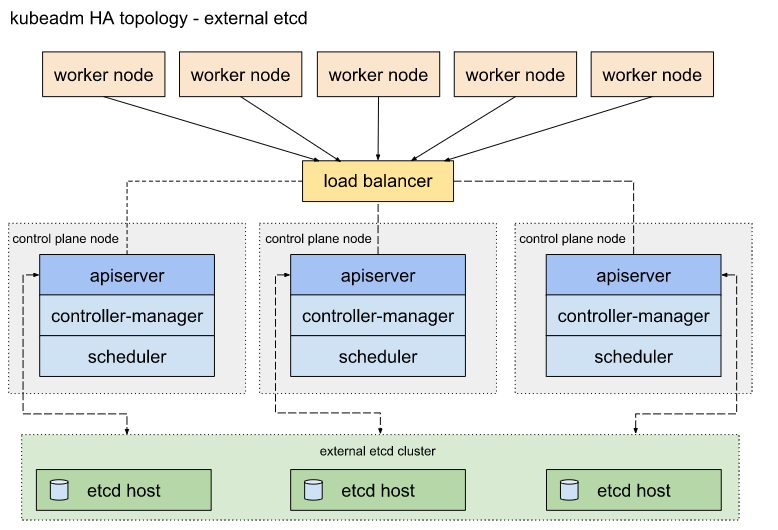 kubeadm HA topology - external etcd
worker node
worker node
worker node
worker node
worker node
load balancer
control plane node
control plane node
control plane node
apiserver
apiserver
apiserver
controller-manager
controller-manager
controller-manager
scheduler
scheduler
scheduler
external etcd cluster
etcd host
etcd host
etcd host